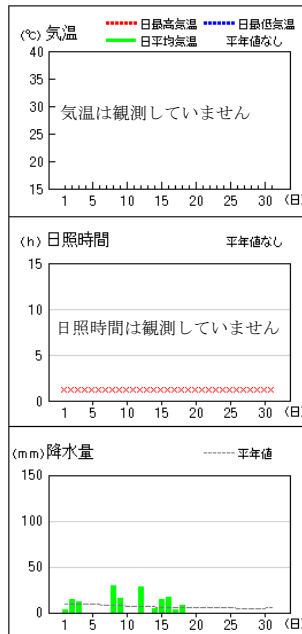 (℃) 気温
日最高気温 日最低気温
日平均気温 平年値なし
40
35
30
25
20
15
気温は観測していません
1 5 10 15 20 25 30 (日)
(h) 日照時間 平年値なし
15
10
5
0
日照時間は観測していません
1 5 10 15 20 25 30 (日)
(mm) 降水量 平年値
150
100
50
0
1 5 10 15 20 25 30 (日)